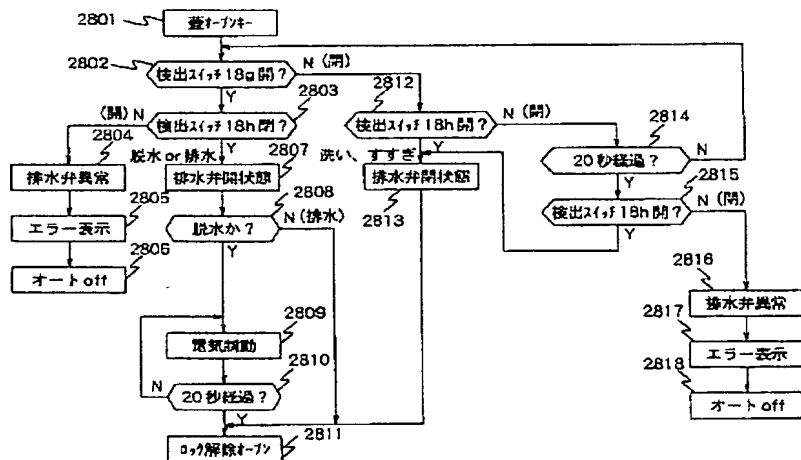 2801
蓋オープンキー
2802
検出スイッチ18g開?
N (閉)
Y
2803
(開) N
検出スイッチ18h閉?
2804
脱水 or 排水
Y
2807
排水弁異常
排水弁開状態
2805
2808
エラー表示
脱水か?
N (排水)
2806
Y
オートoff
2809
電気制動
2810
N
20秒経過?
Y
ロック解除オープン
2811
2812
検出スイッチ18h開?
N (閉)
洗い、すすぎ
Y
排水弁閉状態
2813
2814
20秒経過?
N
Y
2815
検出スイッチ18h開?
N (閉)
Y
2816
排水弁異常
2817
エラー表示
2818
オートoff